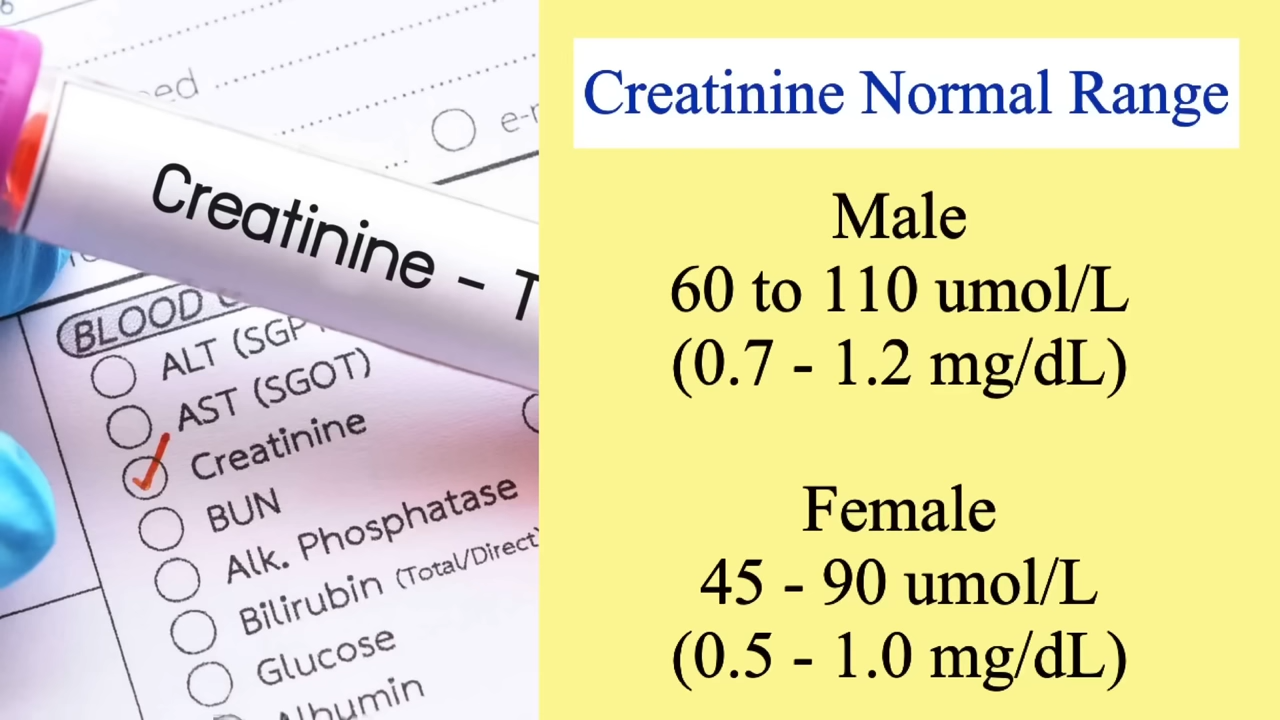 ed
e-
Creatinine - T
BLOOD
ALT (SGP
AST (SGOT)
Creatinine
BUN
Alk. Phosphatase
Bilirubin (Total/Direct)
Glucose
Albumin
Creatinine Normal Range
Male
60 to 110 umol/L
(0.7 - 1.2 mg/dL)
Female
45 - 90 umol/L
(0.5 - 1.0 mg/dL)